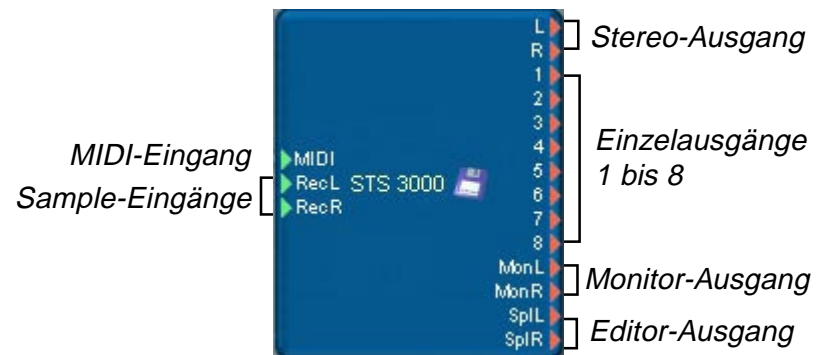 L
R
Stereo-Ausgang
1
2
3
4
5
6
7
8
Einzelausgänge
1 bis 8
MIDI-Eingang
MIDI
Sample-Eingänge
RecL
STS 3000
RecR
MonL
MonR
Monitor-Ausgang
SplL
SplR
Editor-Ausgang